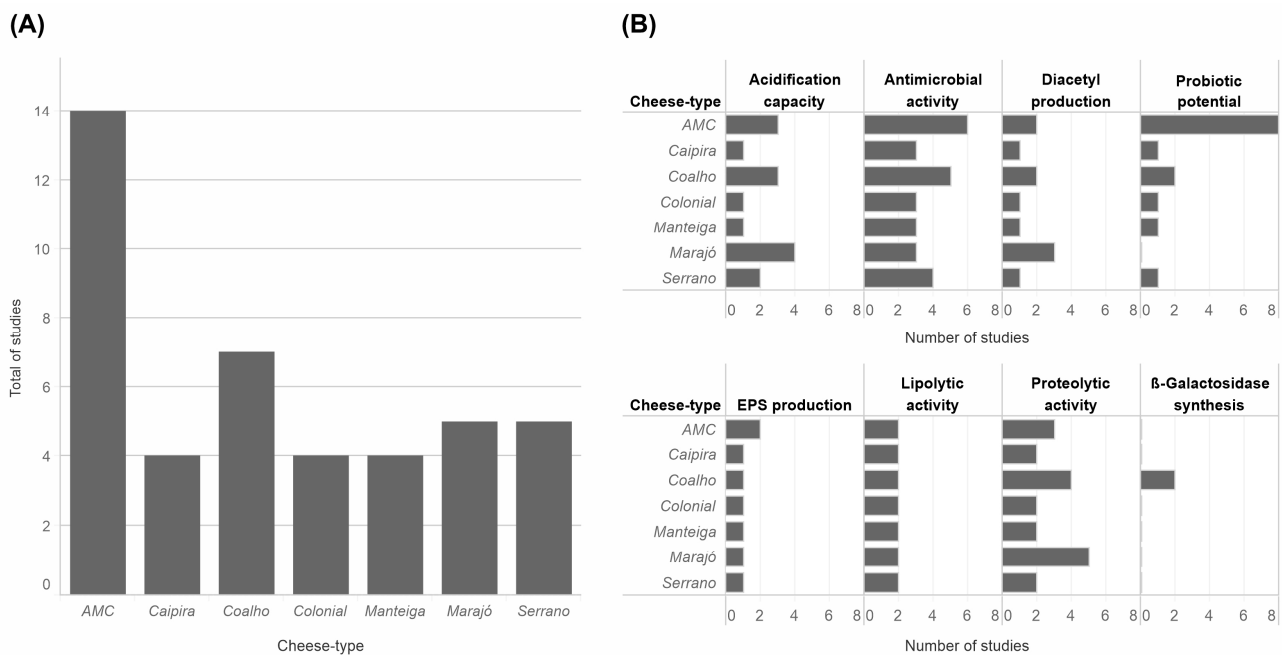 (A)
Total of studies
14
12
10
8
6
4
2
0
AMC Caipira Coalho Colonial Manteiga Marajó Serrano
Cheese-type
(B)
Cheese-type Acidification capacity Antimicrobial activity Diacetyl production Probiotic potential
AMC
Caipira
Coalho
Colonial
Manteiga
Marajó
Serrano
0 2 4 6 8 0 2 4 6 8 0 2 4 6 8 0 2 4 6 8
Number of studies
Cheese-type EPS production Lipolytic activity Proteolytic activity ß-Galactosidase synthesis
AMC
Caipira
Coalho
Colonial
Manteiga
Marajó
Serrano
0 2 4 6 8 0 2 4 6 8 0 2 4 6 8 0 2 4 6 8
Number of studies